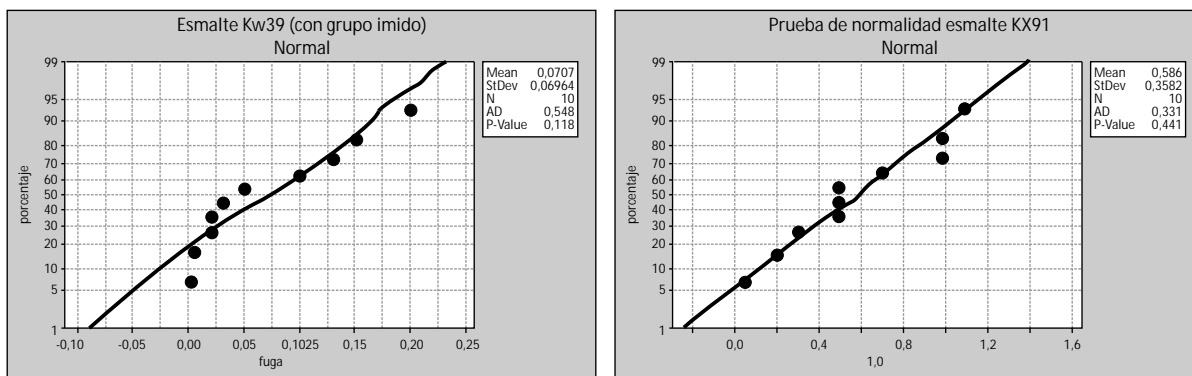 Esmalte Kw39 (con grupo imido)
Normal
99
95
90
80
70
60
50
40
30
20
10
5
1
porcentaje
-0,10
-0,05
0,00
0,05
0,1025
0,15
0,20
0,25
fuga
Mean 0,0707
StDev 0,06964
N 10
AD 0,548
P-Value 0,118
Prueba de normalidad esmalte KX91
Normal
99
95
90
80
70
60
50
40
30
20
10
5
1
porcentaje
0,0
0,4
0,8
1,2
1,6
1,0
Mean 0,586
StDev 0,3582
N 10
AD 0,331
P-Value 0,441